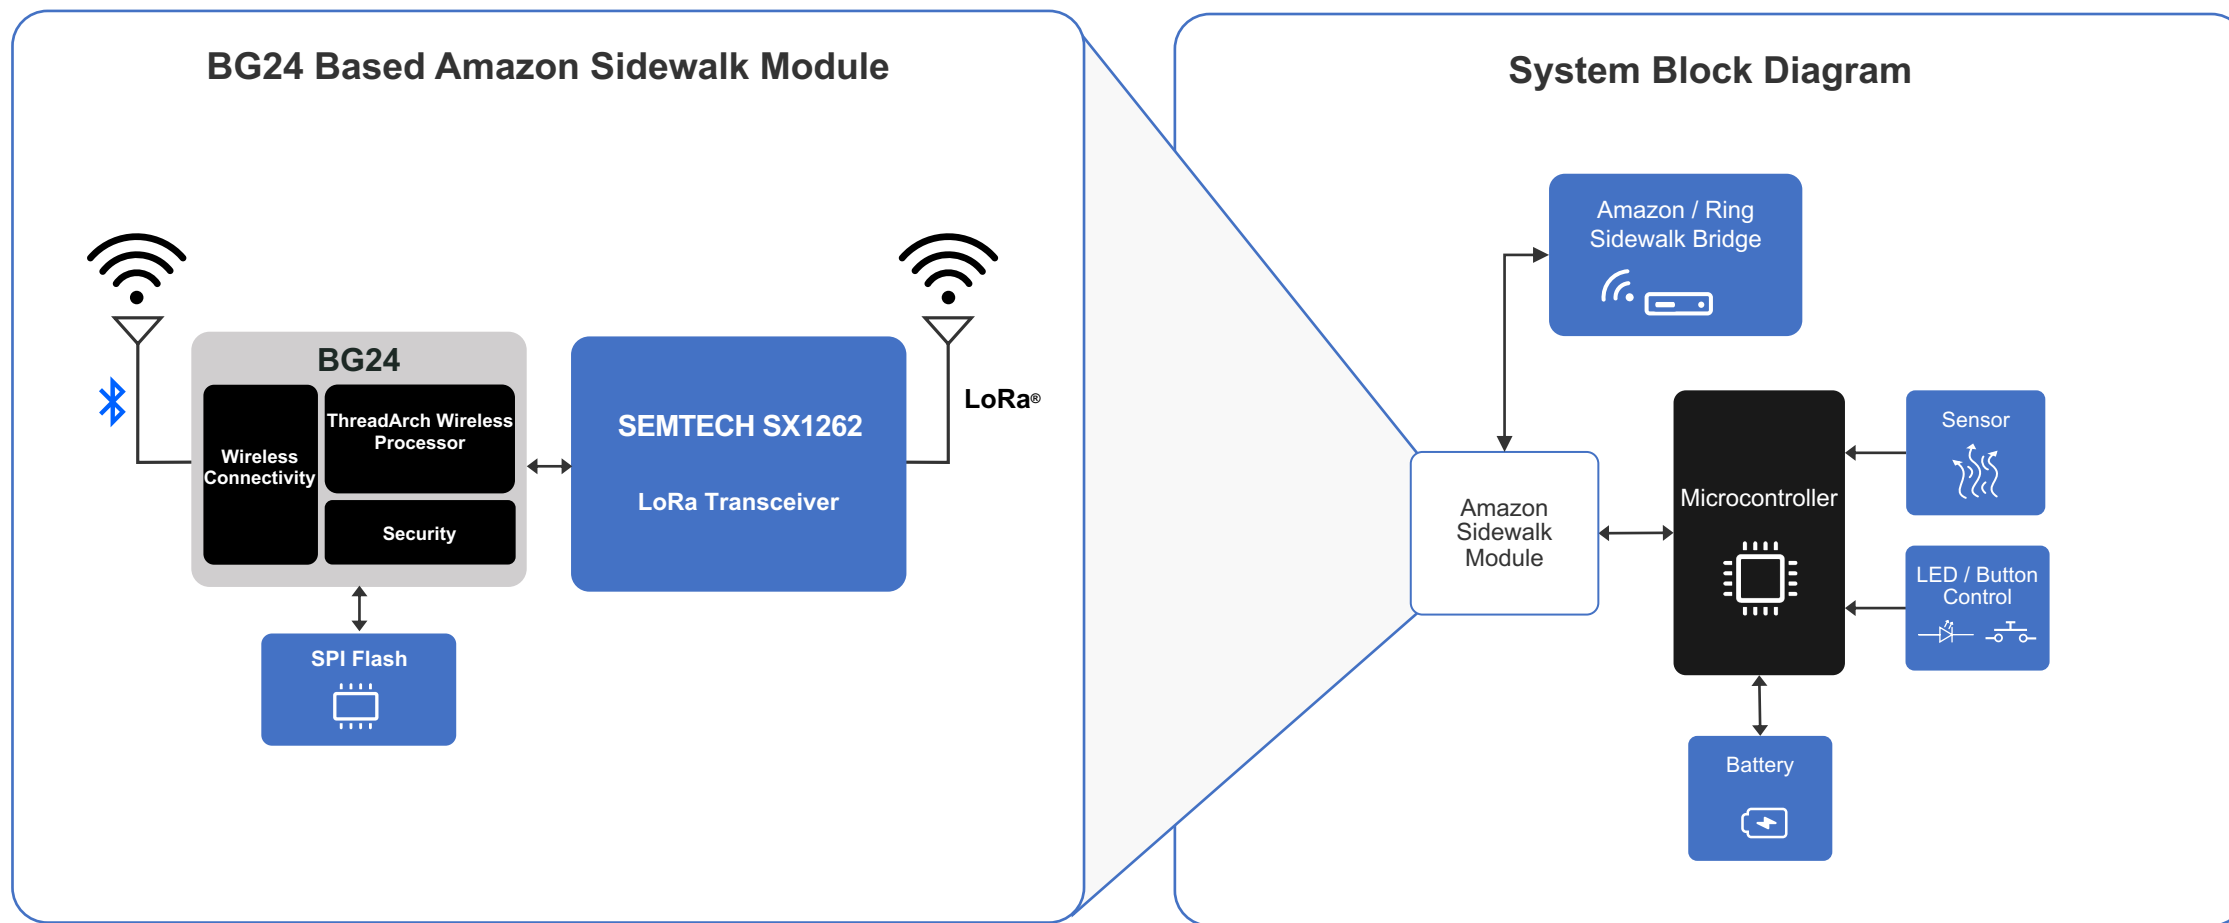 BG24 Based Amazon Sidewalk Module
BG24
Wireless
Connectivity
ThreadArch Wireless
Processor
Security
SEMTECH SX1262
LoRa Transceiver
LoRa®
SPI Flash
System Block Diagram
Amazon / Ring
Sidewalk Bridge
Amazon
Sidewalk
Module
Microcontroller
Sensor
LED / Button
Control
Battery